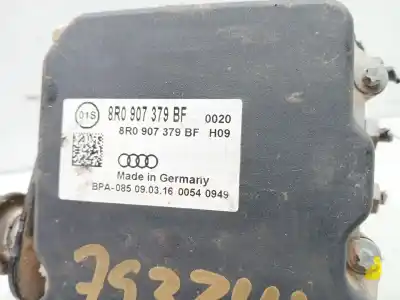 01S
8R0 907 379 BF 0020
8R0 907 379 BF H09
Made in Germany
BPA-085 09.03.16 0054 0949